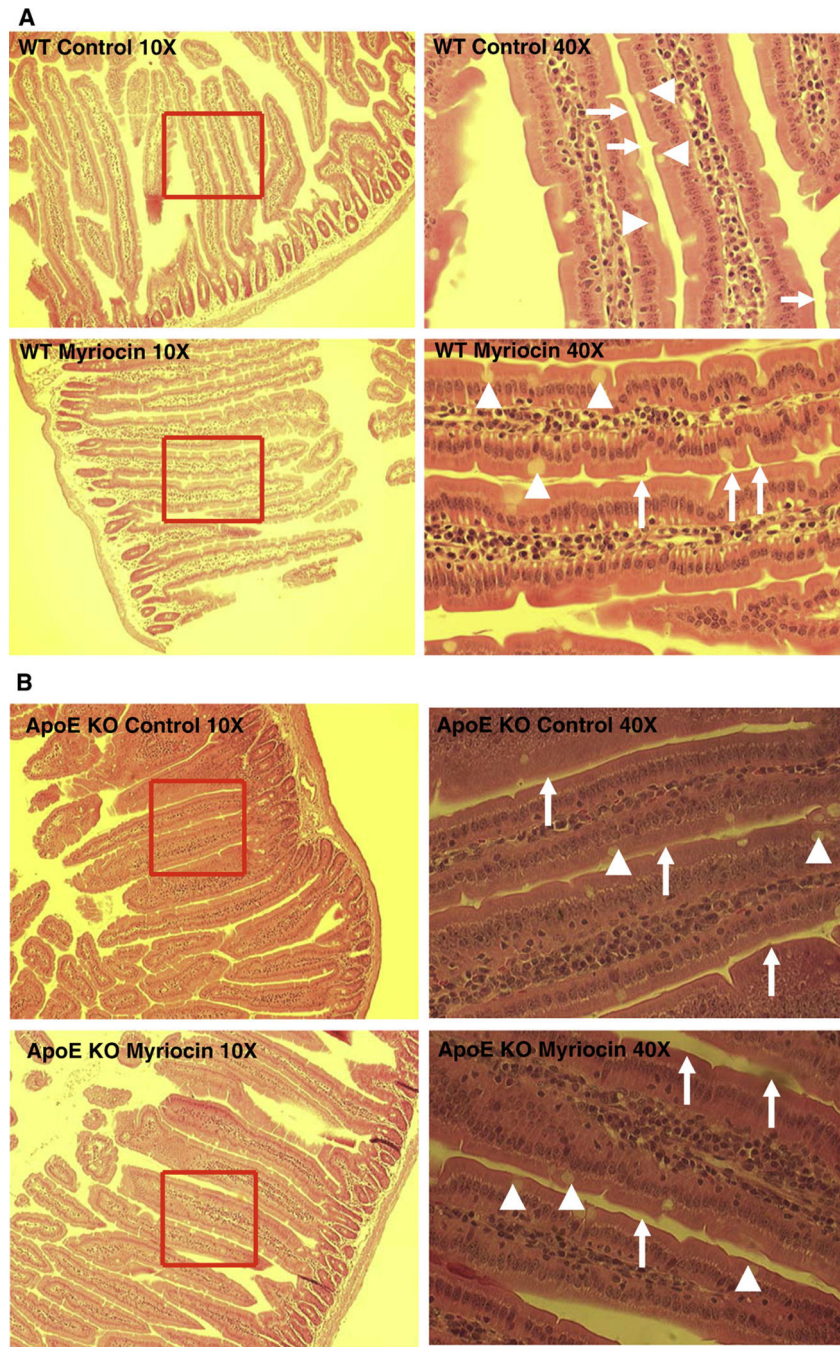 A
WT Control 10X
WT Control 40X
WT Myriocin 10X
WT Myriocin 40X
B
ApoE KO Control 10X
ApoE KO Control 40X
ApoE KO Myriocin 10X
ApoE KO Myriocin 40X